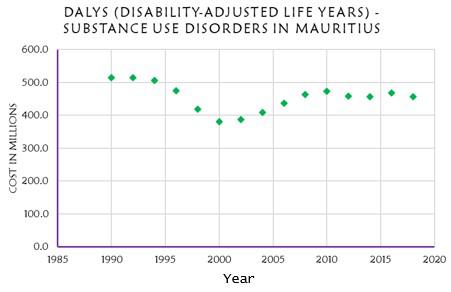 DALYS (DISABILITY-ADJUSTED LIFE YEARS) -
SUBSTANCE USE DISORDERS IN MAURITIUS
600.0
500.0
400.0
300.0
200.0
100.0
0.0
COST IN MILLIONS
1985 1990 1995 2000 2005 2010 2015 2020
Year